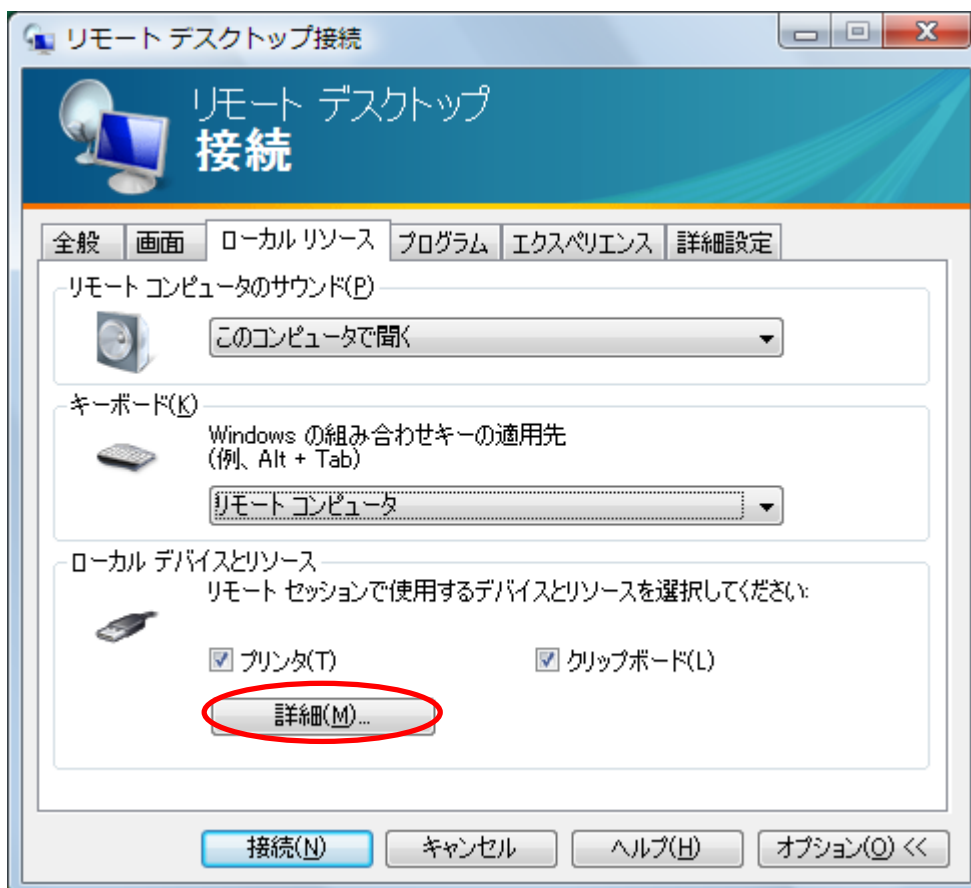 リモート デスクトップ接続
リモート デスクトップ
接続
全般 画面 ローカル リソース プログラム エクスペリエンス 詳細設定
リモート コンピュータのサウンド(P)
このコンピュータで聞く
キーボード(K)
Windows の組み合わせキーの適用先
(例、Alt + Tab)
リモート コンピュータ
ローカル デバイスとリソース
リモート セッションで使用するデバイスとリソースを選択してください:
プリンタ(T) クリップボード(L)
詳細(M)...
接続(N) キャンセル ヘルプ(H) オプション(O) <<